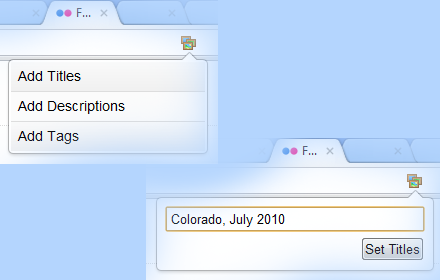 F...
Add Titles
Add Descriptions
Add Tags
F...
Colorado, July 2010
Set Titles